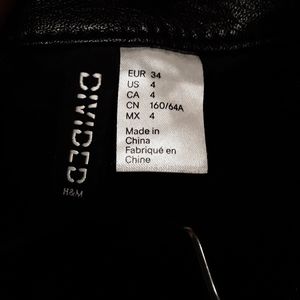 DIVIDED
H&M
EUR 34
US 4
CA 4
CN 160/64A
MX 4
Made in
China
Fabriqué en
Chine